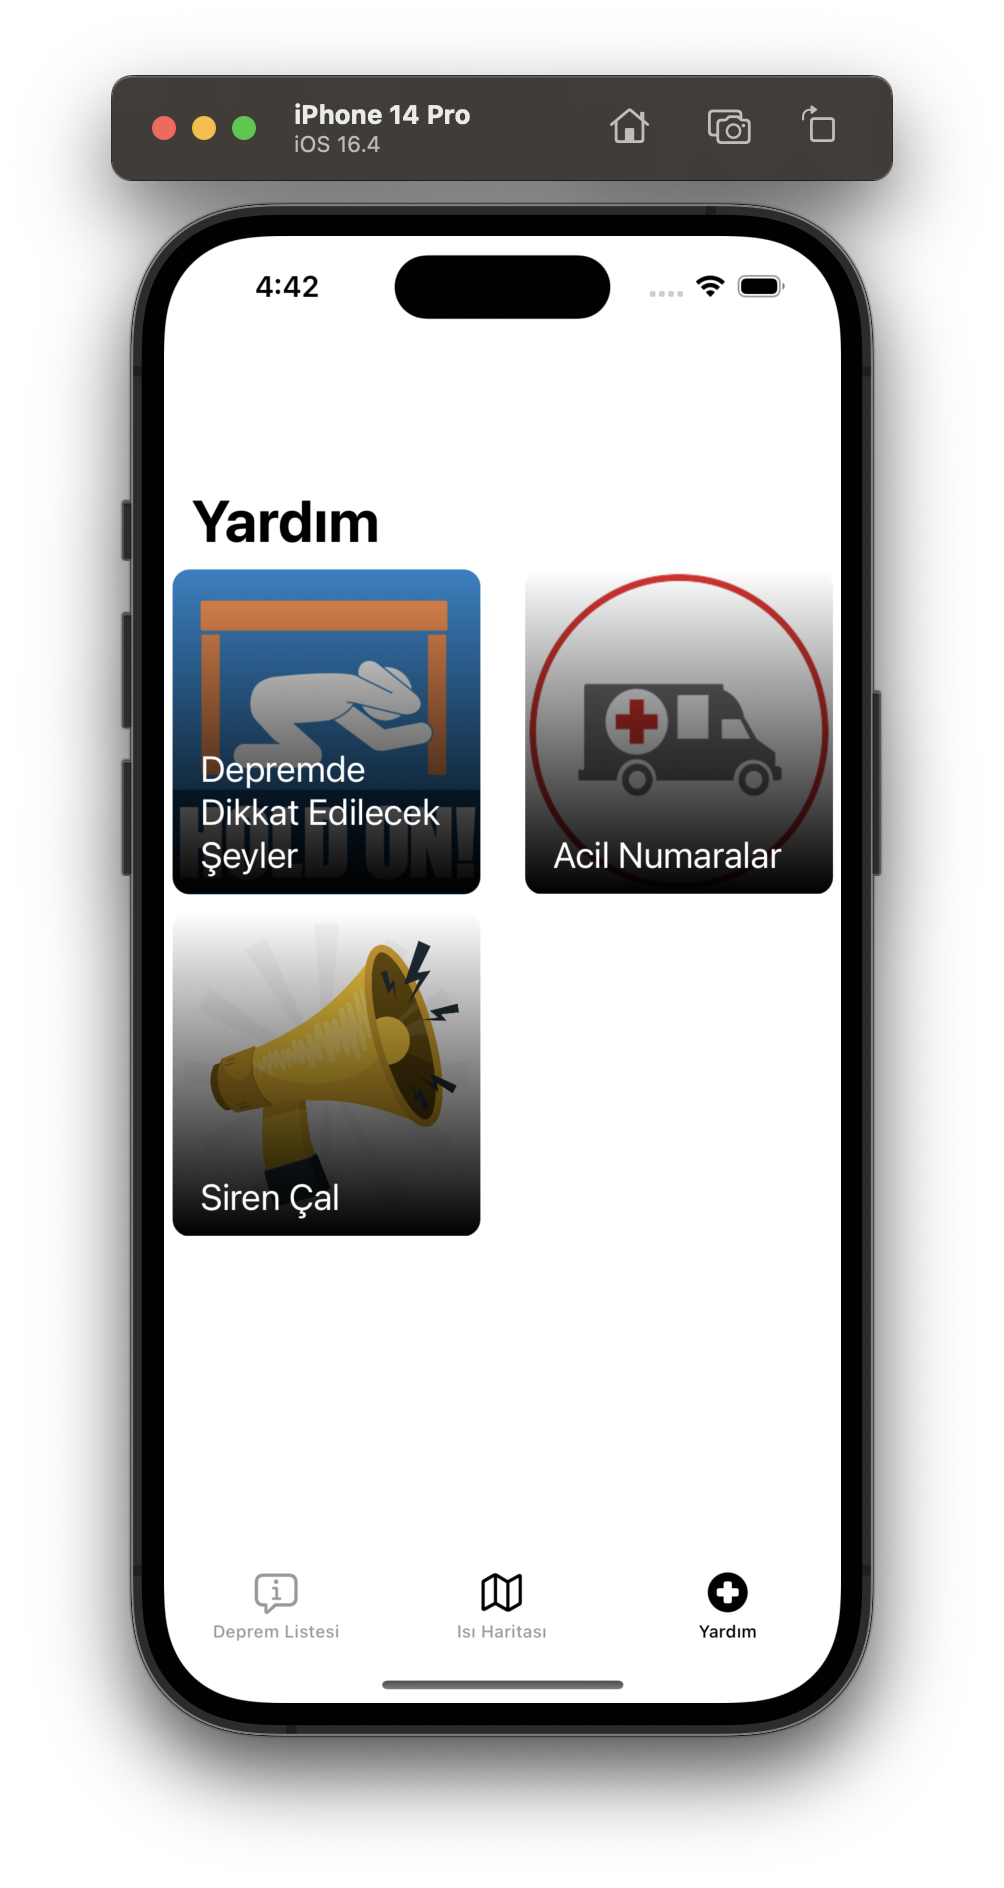 iPhone 14 Pro
iOS 16.4
4:42
Yardım
Depremde
Dikkat Edilecek
Şeyler
HOLD ON!
Acil Numaralar
Siren Çal
Deprem Listesi
Isı Haritası
Yardım